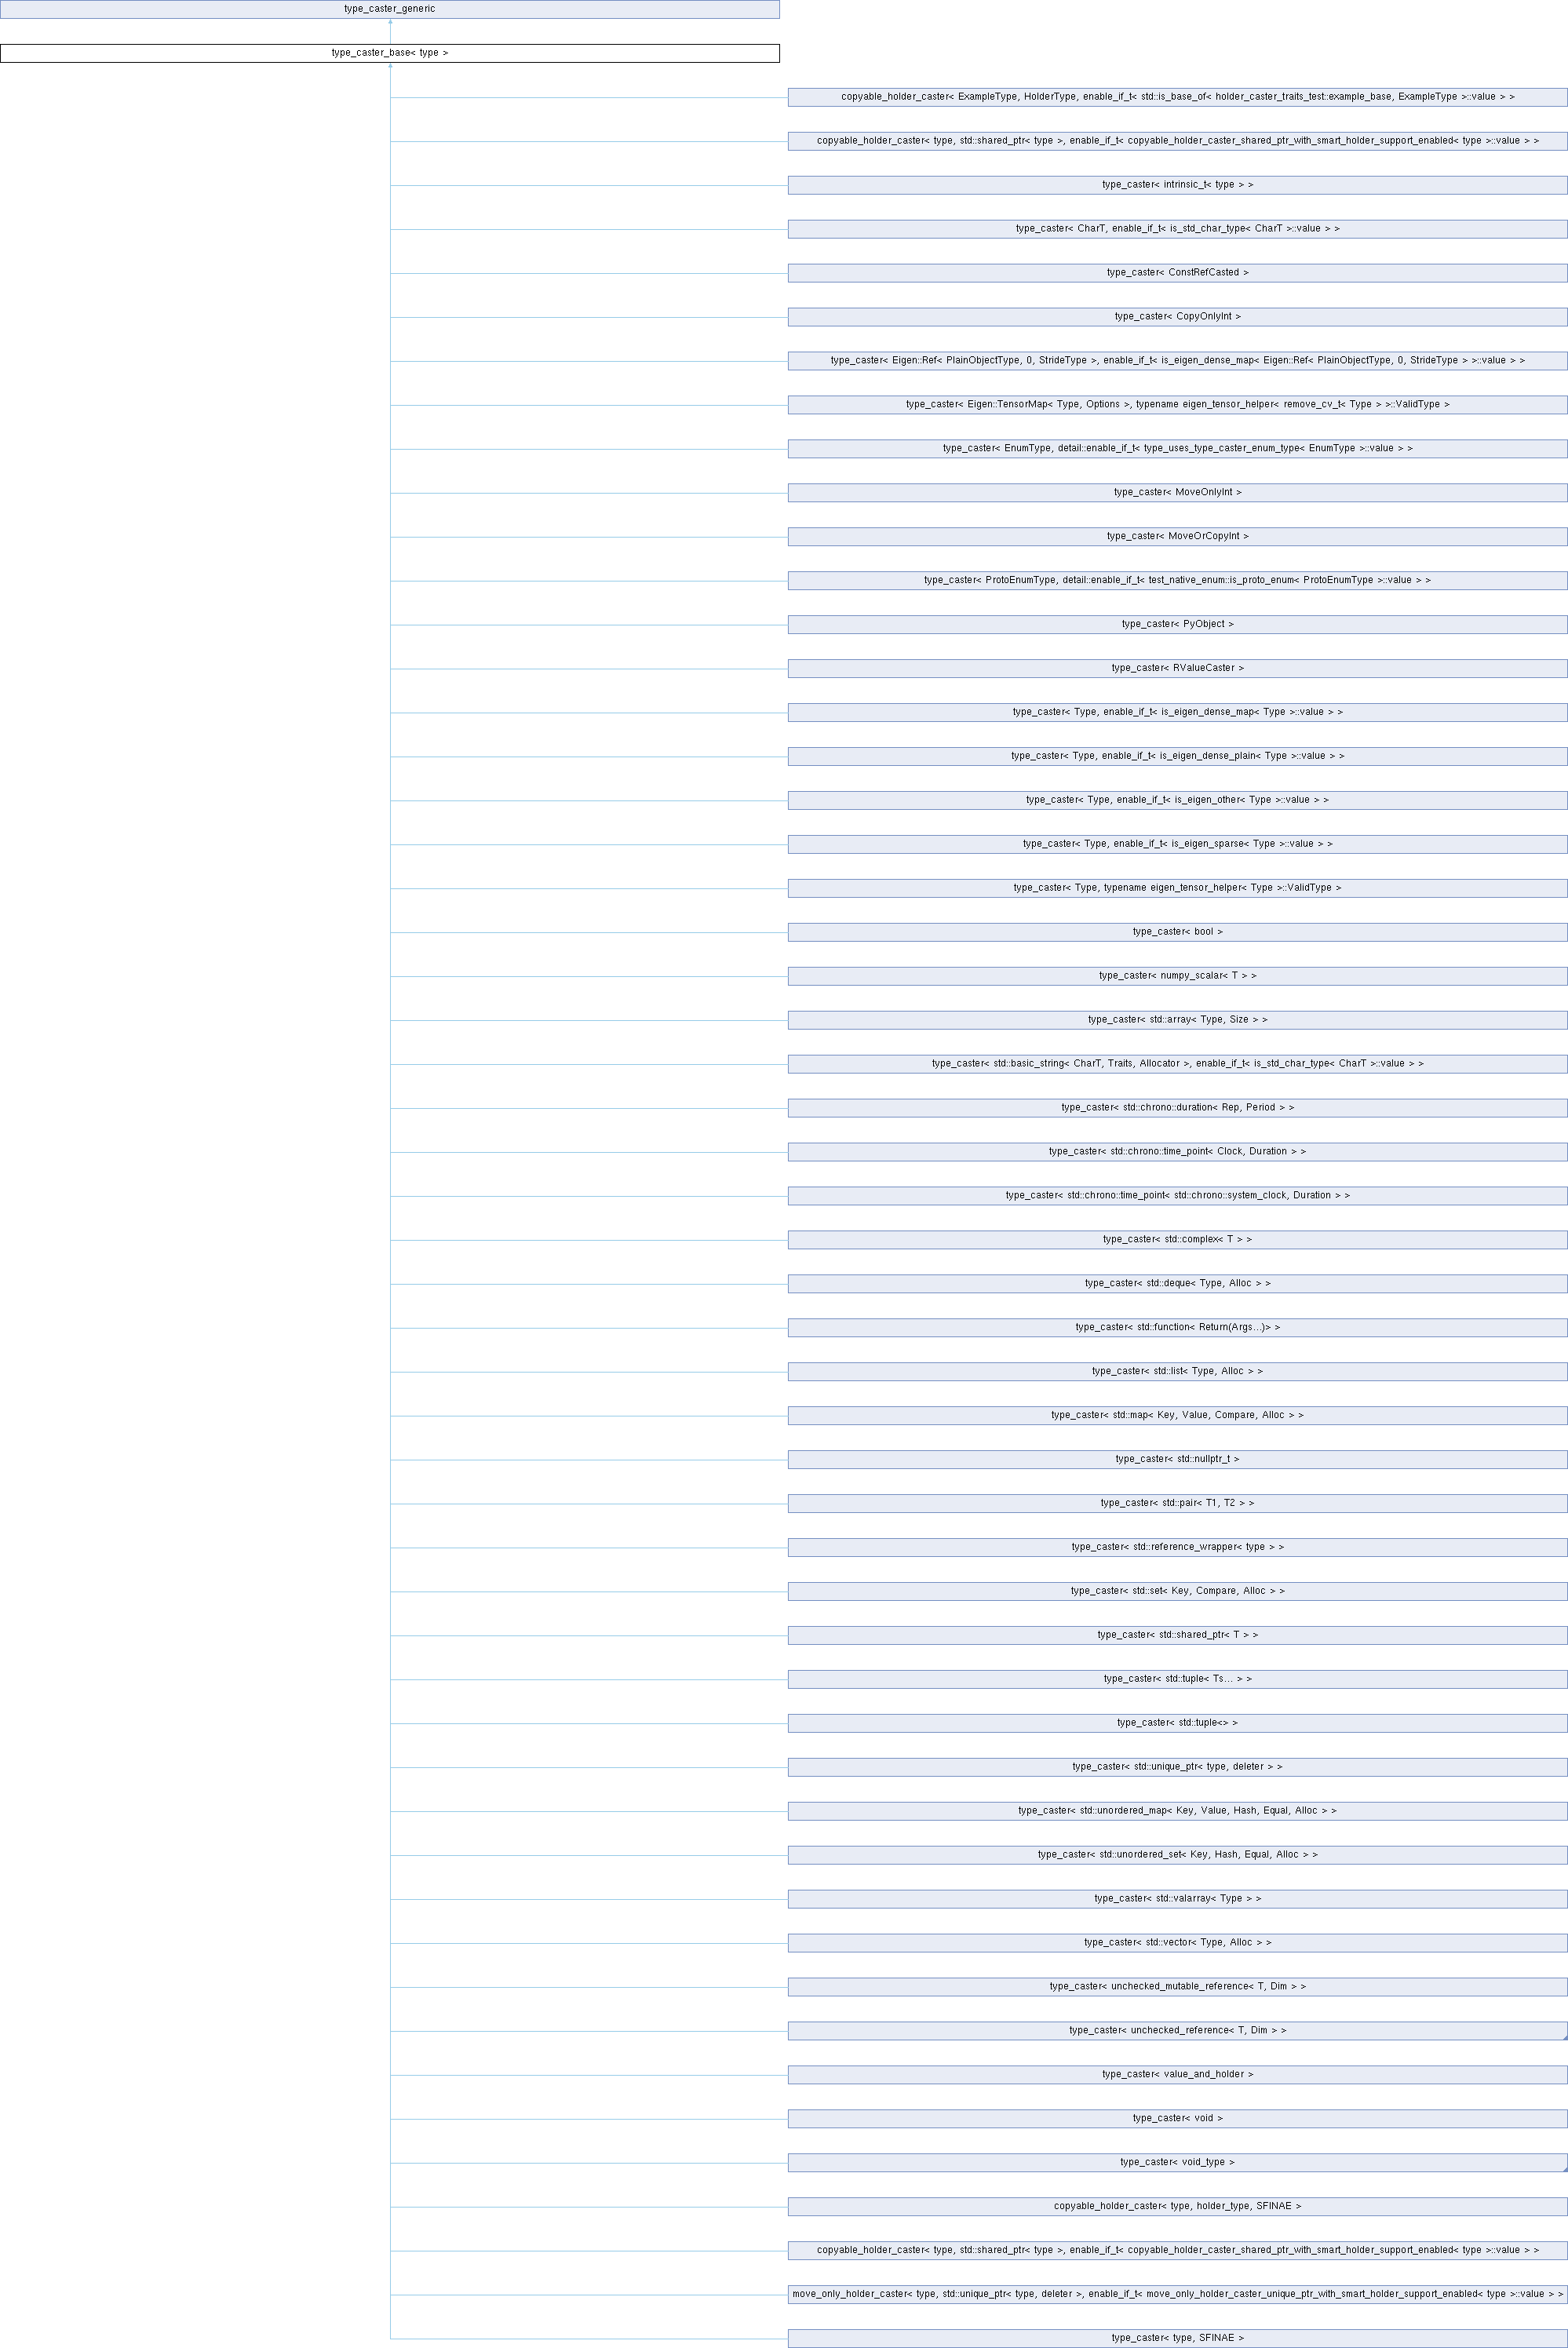 type_caster_generic
type_caster_base< type >
copyable_holder_caster< ExampleType, HolderType, enable_if_t< std::is_base_of< holder_caster_traits_test::example_base, ExampleType >::value > >
copyable_holder_caster< type, std::shared_ptr< type >, enable_if_t< copyable_holder_caster_shared_ptr_with_smart_holder_support_enabled< type >::value > >
type_caster< intrinsic_t< type > >
type_caster< CharT, enable_if_t< is_std_char_type< CharT >::value > >
type_caster< ConstRefCasted >
type_caster< CopyOnlyInt >
type_caster< Eigen::Ref< PlainObjectType, 0, StrideType >, enable_if_t< is_eigen_dense_map< Eigen::Ref< PlainObjectType, 0, StrideType > >::value > >
type_caster< Eigen::TensorMap< Type, Options >, typename eigen_tensor_helper< remove_cv_t< Type > >::ValidType >
type_caster< EnumType, detail::enable_if_t< type_uses_type_caster_enum_type< EnumType >::value > >
type_caster< MoveOnlyInt >
type_caster< MoveOrCopyInt >
type_caster< ProtoEnumType, detail::enable_if_t< test_native_enum::is_proto_enum< ProtoEnumType >::value > >
type_caster< PyObject >
type_caster< RValueCaster >
type_caster< Type, enable_if_t< is_eigen_dense_map< Type >::value > >
type_caster< Type, enable_if_t< is_eigen_dense_plain< Type >::value > >
type_caster< Type, enable_if_t< is_eigen_other< Type >::value > >
type_caster< Type, enable_if_t< is_eigen_sparse< Type >::value > >
type_caster< Type, typename eigen_tensor_helper< Type >::ValidType >
type_caster< bool >
type_caster< numpy_scalar< T > >
type_caster< std::array< Type, Size > >
type_caster< std::basic_string< CharT, Traits, Allocator >, enable_if_t< is_std_char_type< CharT >::value > >
type_caster< std::chrono::duration< Rep, Period > >
type_caster< std::chrono::time_point< Clock, Duration > >
type_caster< std::chrono::time_point< std::chrono::system_clock, Duration > >
type_caster< std::complex< T > >
type_caster< std::deque< Type, Alloc > >
type_caster< std::function< Return(Args...)> >
type_caster< std::list< Type, Alloc > >
type_caster< std::map< Key, Value, Compare, Alloc > >
type_caster< std::nullptr_t >
type_caster< std::pair< T1, T2 > >
type_caster< std::reference_wrapper< type > >
type_caster< std::set< Key, Compare, Alloc > >
type_caster< std::shared_ptr< T > >
type_caster< std::tuple< Ts... > >
type_caster< std::tuple<> >
type_caster< std::unique_ptr< type, deleter > >
type_caster< std::unordered_map< Key, Value, Hash, Equal, Alloc > >
type_caster< std::unordered_set< Key, Hash, Equal, Alloc > >
type_caster< std::valarray< Type > >
type_caster< std::vector< Type, Alloc > >
type_caster< unchecked_mutable_reference< T, Dim > >
type_caster< unchecked_reference< T, Dim > >
type_caster< value_and_holder >
type_caster< void >
type_caster< void_type >
copyable_holder_caster< type, holder_type, SFINAE >
copyable_holder_caster< type, std::shared_ptr< type >, enable_if_t< copyable_holder_caster_shared_ptr_with_smart_holder_support_enabled< type >::value > >
move_only_holder_caster< type, std::unique_ptr< type, deleter >, enable_if_t< move_only_holder_caster_unique_ptr_with_smart_holder_support_enabled< type >::value > >
type_caster< type, SFINAE >